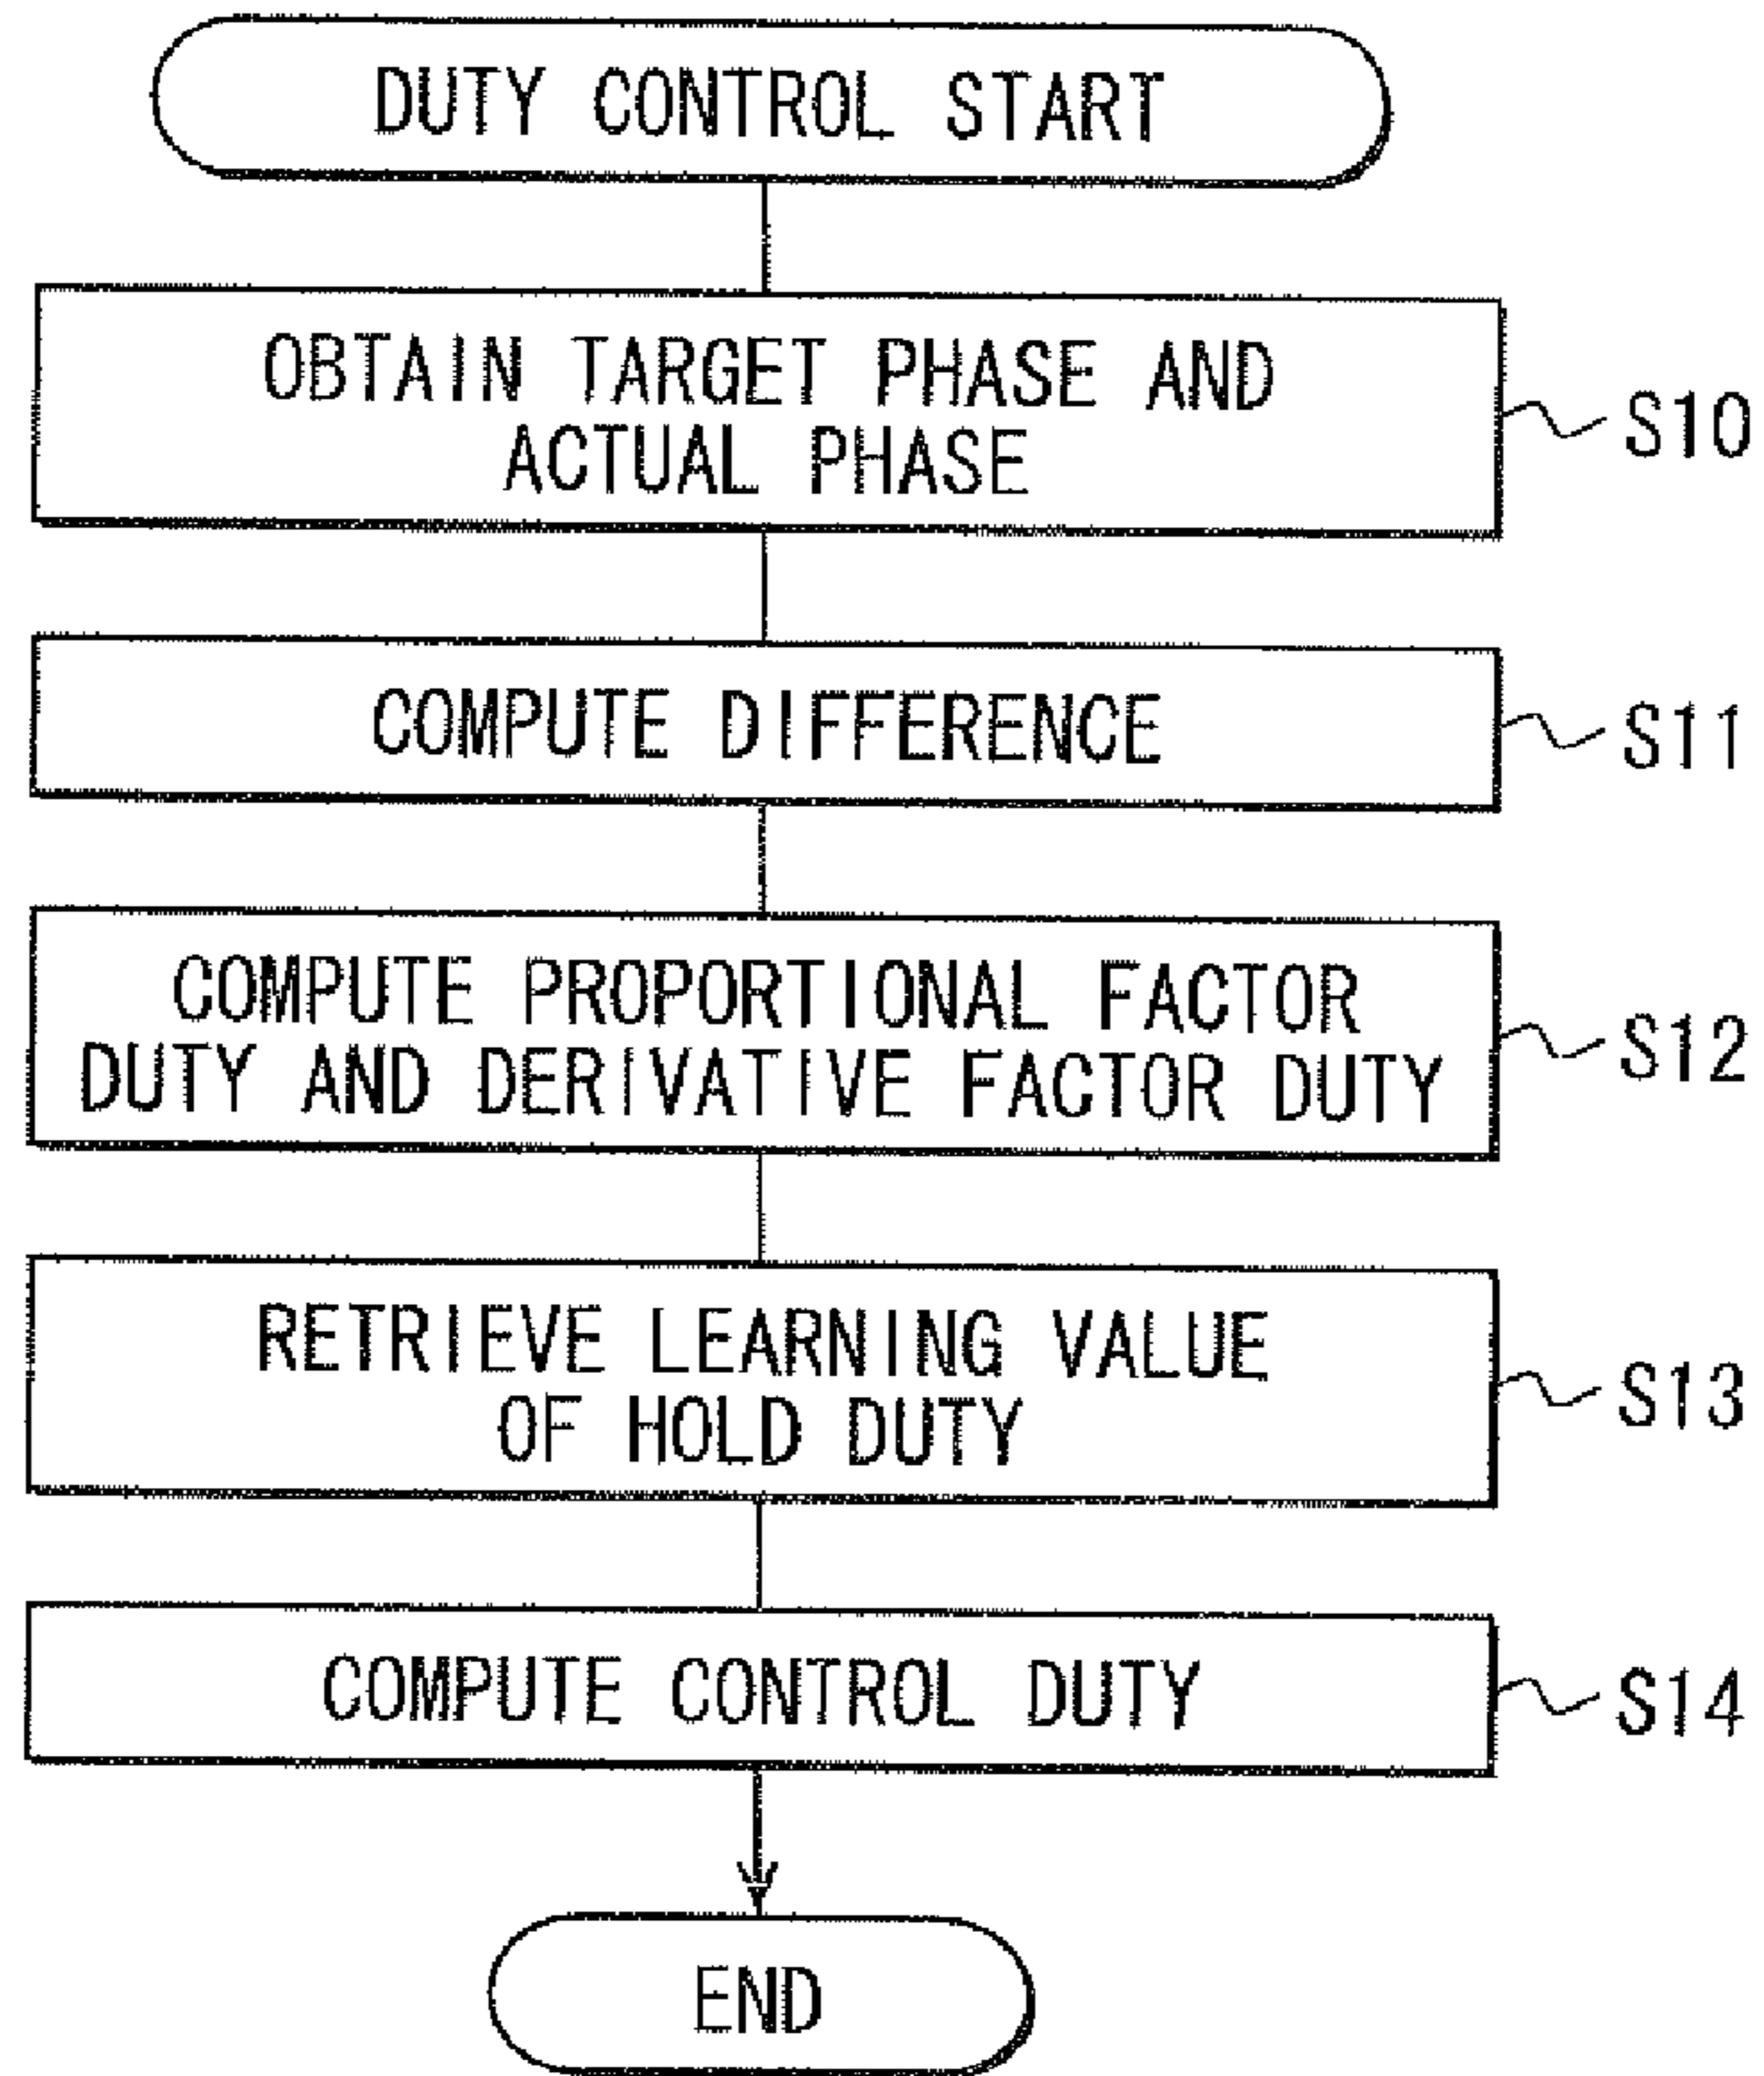 DUTY CONTROL START
OBTAIN TARGET PHASE AND
ACTUAL PHASE
S10
COMPUTE DIFFERENCE
S11
COMPUTE PROPORTIONAL FACTOR
DUTY AND DERIVATIVE FACTOR DUTY
S12
RETRIEVE LEARNING VALUE
OF HOLD DUTY
S13
COMPUTE CONTROL DUTY
S14
END